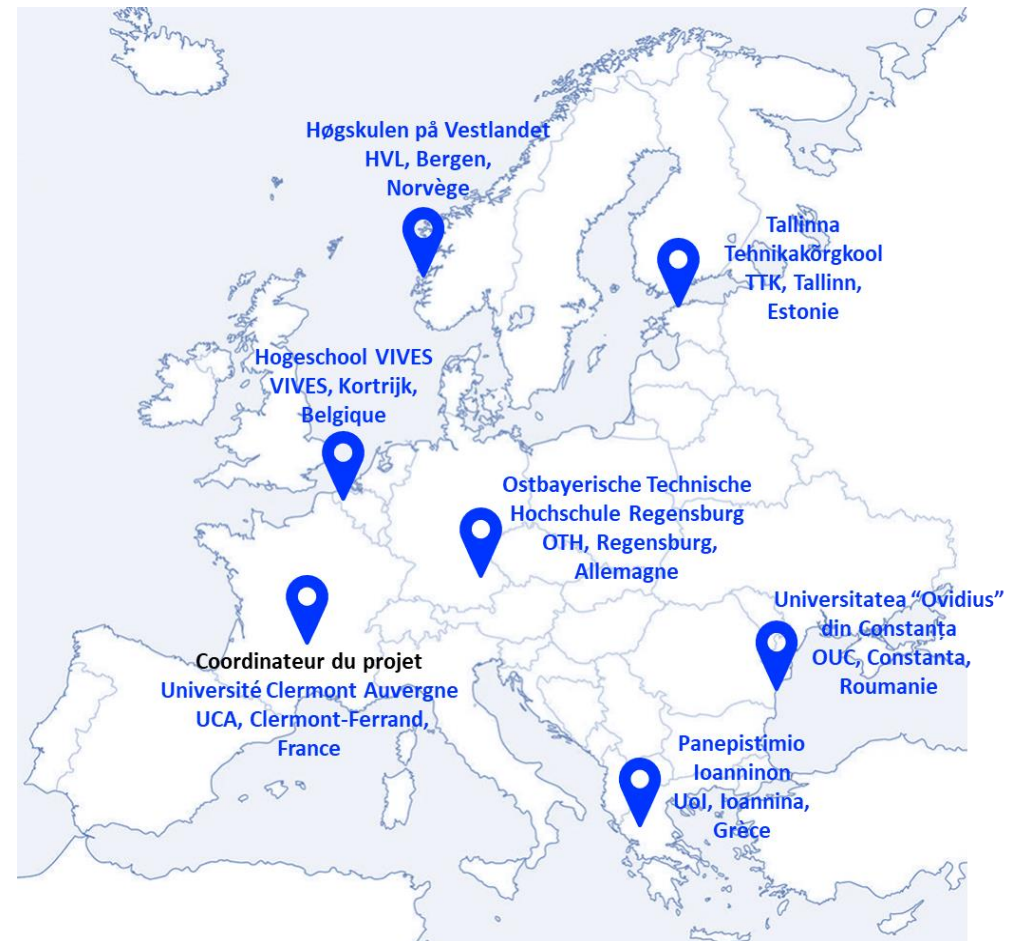 Høgskulen på Vestlandet
HVL, Bergen,
Norvège
Tallinna
Tehnikakõrgkool
TTK, Tallinn,
Estonie
Hogeschool VIVES
VIVES, Kortrijk,
Belgique
Ostbayerische Technische
Hochschule Regensburg
OTH, Regensburg,
Allemagne
Universitatea “Ovidius”
din Constanța
OUC, Constanta,
Roumanie
Coordinateur du projet
Université Clermont Auvergne
UCA, Clermont-Ferrand,
France
Panepistimio
Ioanninon
UoI, Ioannina,
Grèce